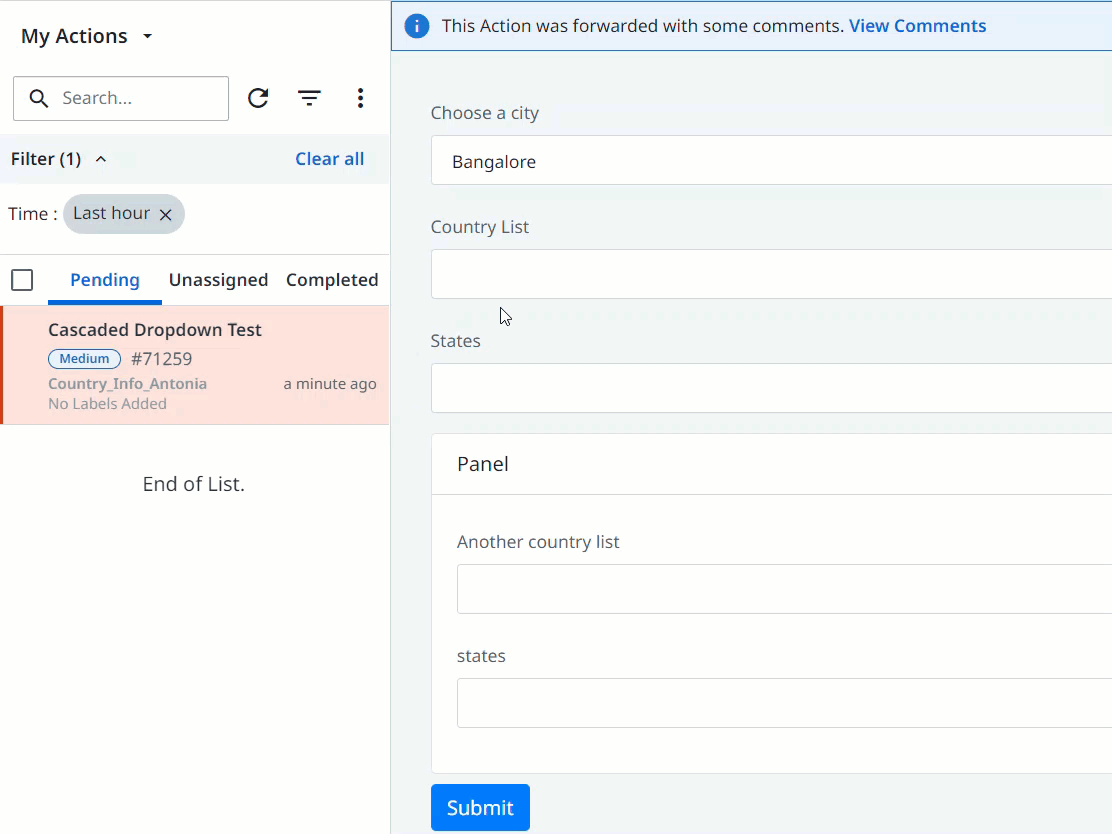 My Actions
Search...
Filter (1)
Clear all
Time : Last hour
Pending Unassigned Completed
Cascaded Dropdown Test
Medium #71259
Country_Info_Antonia a minute ago
No Labels Added
End of List.
This Action was forwarded with some comments. View Comments
Choose a city
Bangalore
Country List
States
Panel
Another country list
states
Submit